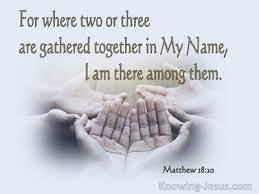 For where two or three
are gathered together in My Name,
I am there among them.
Matthew 18:20
Knowing-Jesus.com